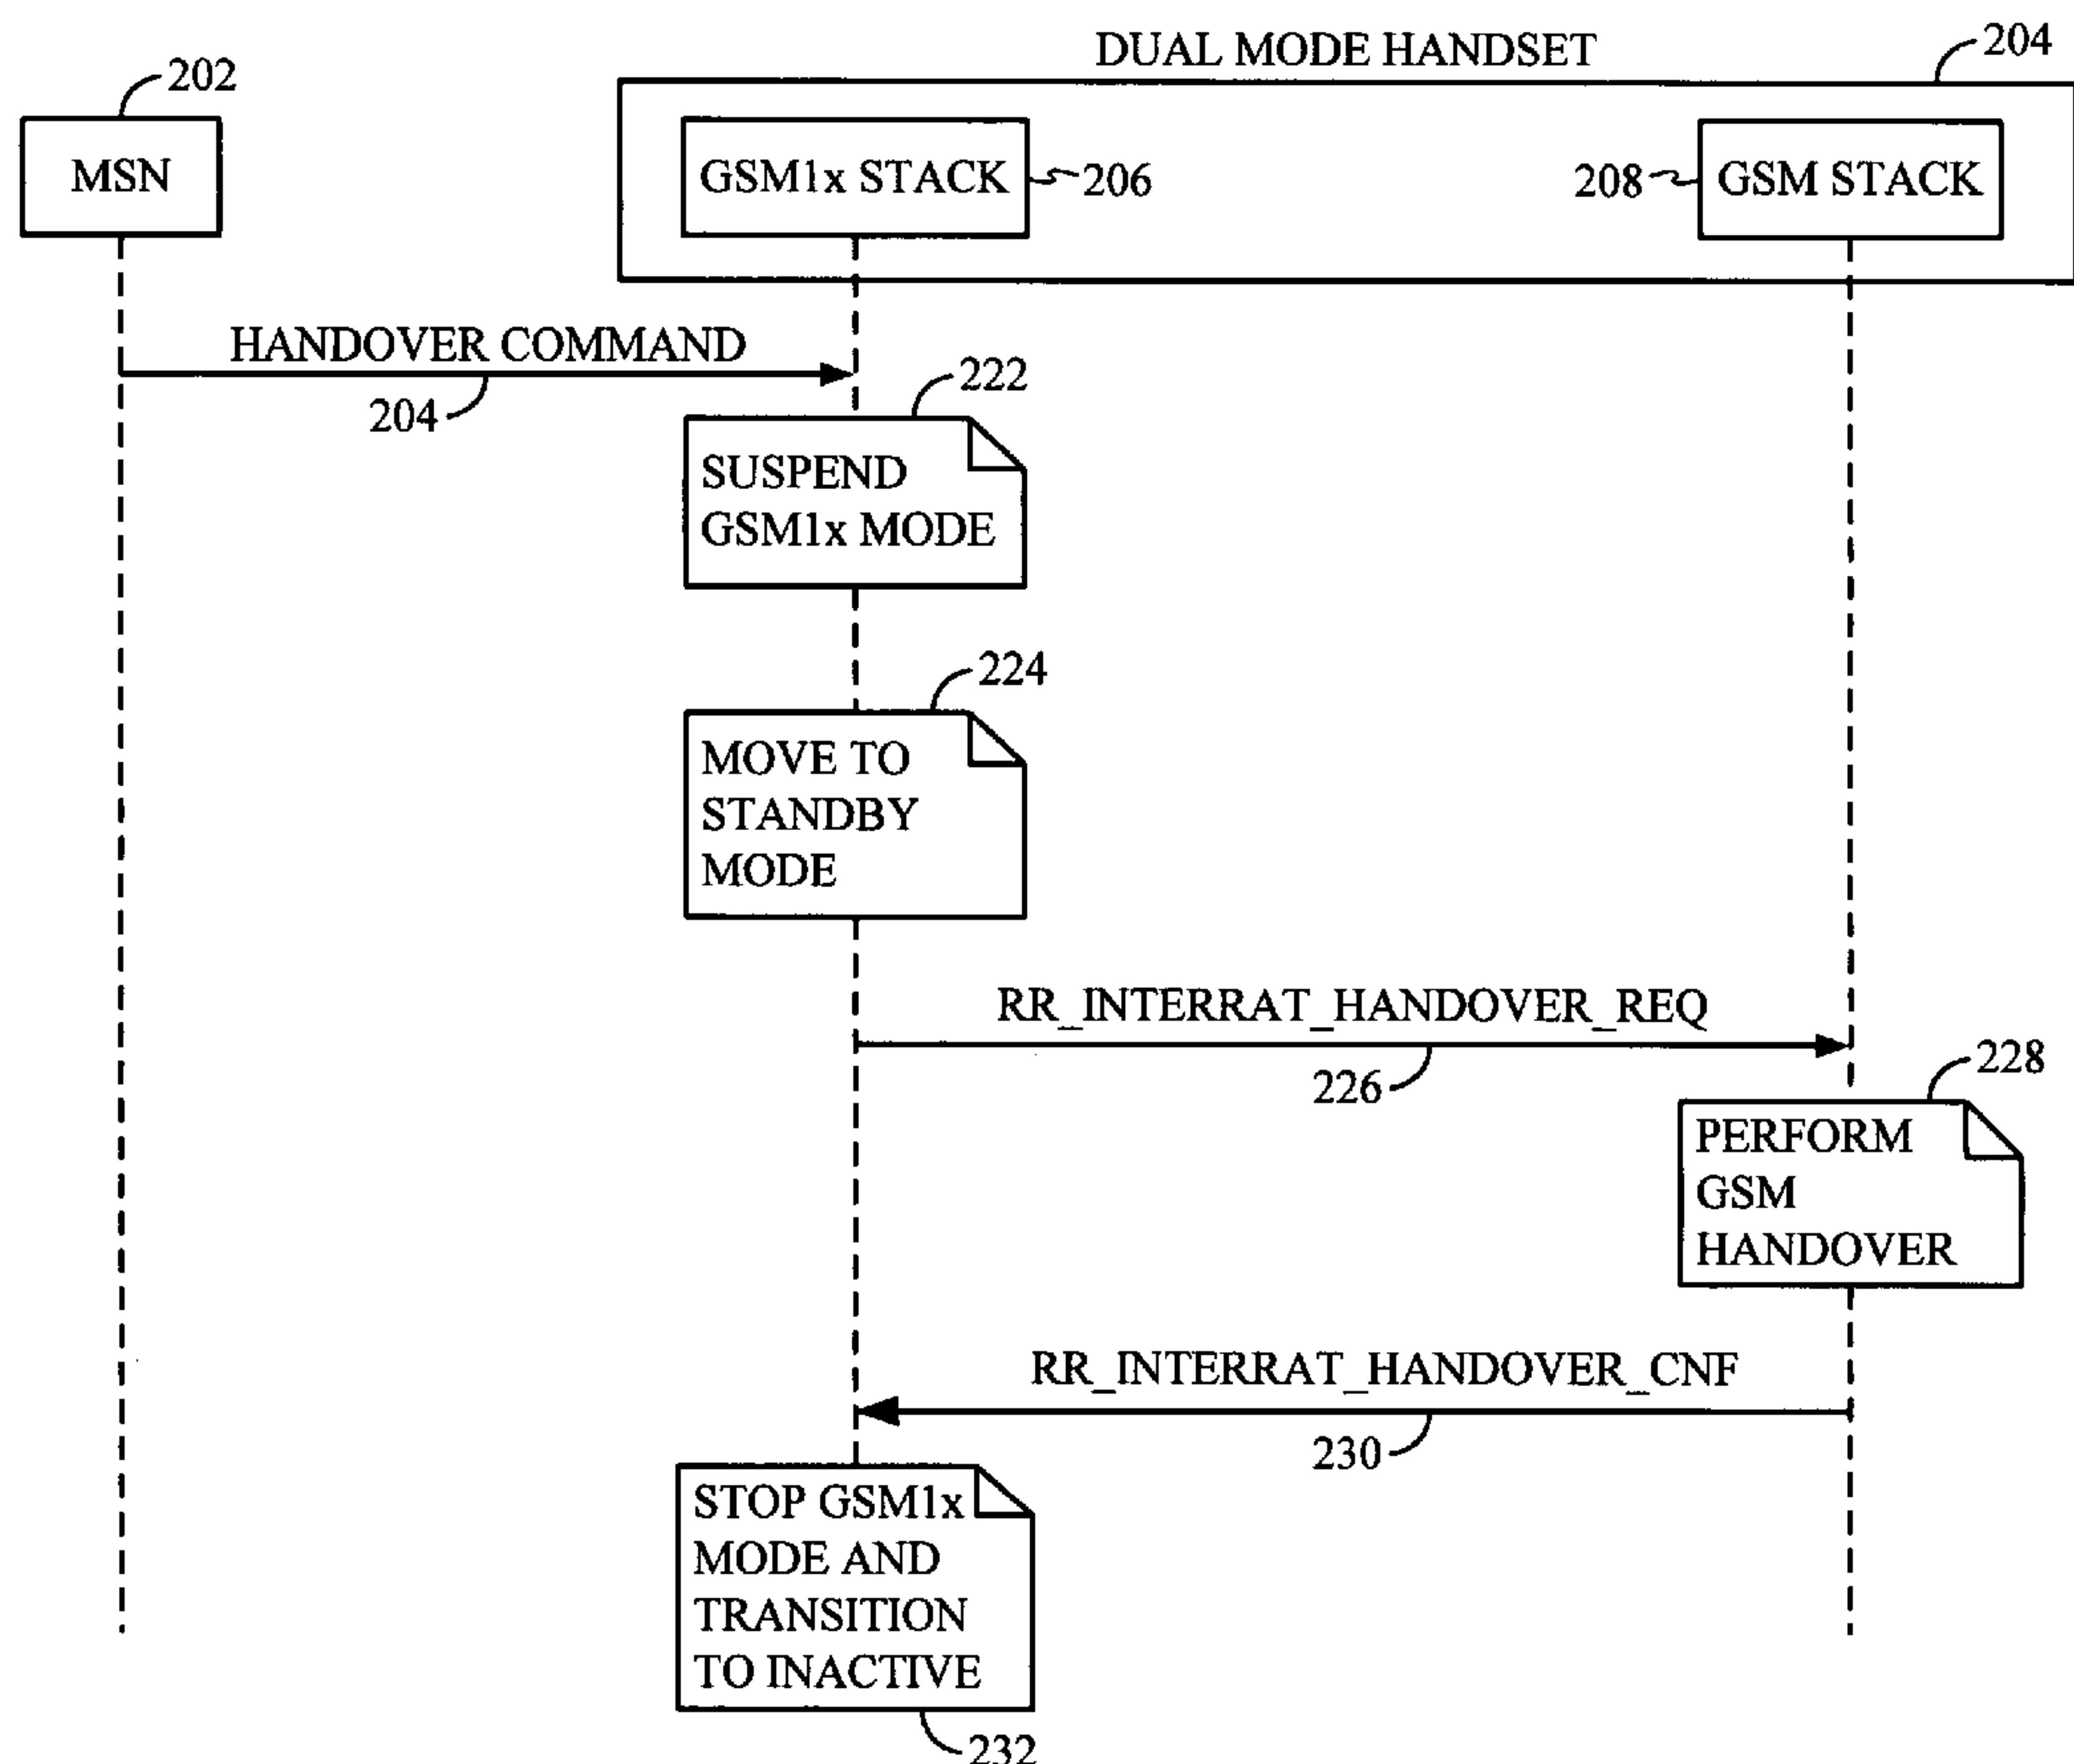 DUAL MODE HANDSET
204
202
MSN
GSM1x STACK
206
208
GSM STACK
HANDOVER COMMAND
204
222
SUSPEND
GSM1x MODE
224
MOVE TO
STANDBY
MODE
RR_INTERRAT_HANDOVER_REQ
226
228
PERFORM
GSM
HANDOVER
RR_INTERRAT_HANDOVER_CNF
230
STOP GSM1x
MODE AND
TRANSITION
TO INACTIVE
232